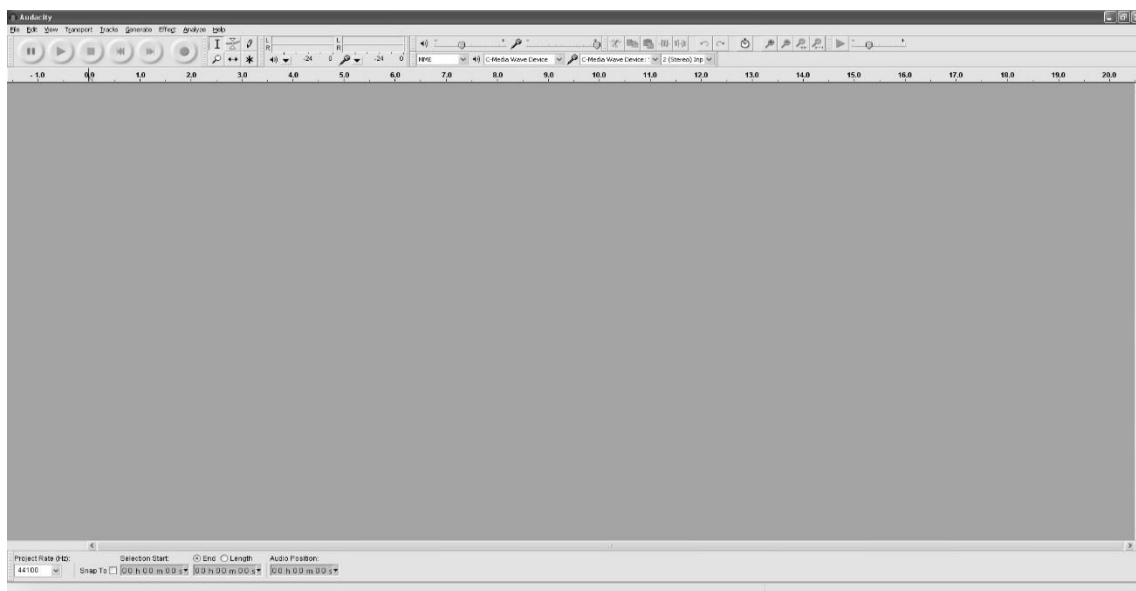 Audacity
File Edit View Transport Tracks Generate Effect Analyze Help
L
R
L
R
-24 0 -24 0
MME C-Media Wave Device C-Media Wave Device: 2 (Stereo) Inp
- 1.0 0.0 1.0 2.0 3.0 4.0 5.0 6.0 7.0 8.0 9.0 10.0 11.0 12.0 13.0 14.0 15.0 16.0 17.0 18.0 19.0 20.0
Project Rate (Hz): Selection Start: End Length Audio Position:
44100 Snap To 00 h 00 m 00 s 00 h 00 m 00 s 00 h 00 m 00 s